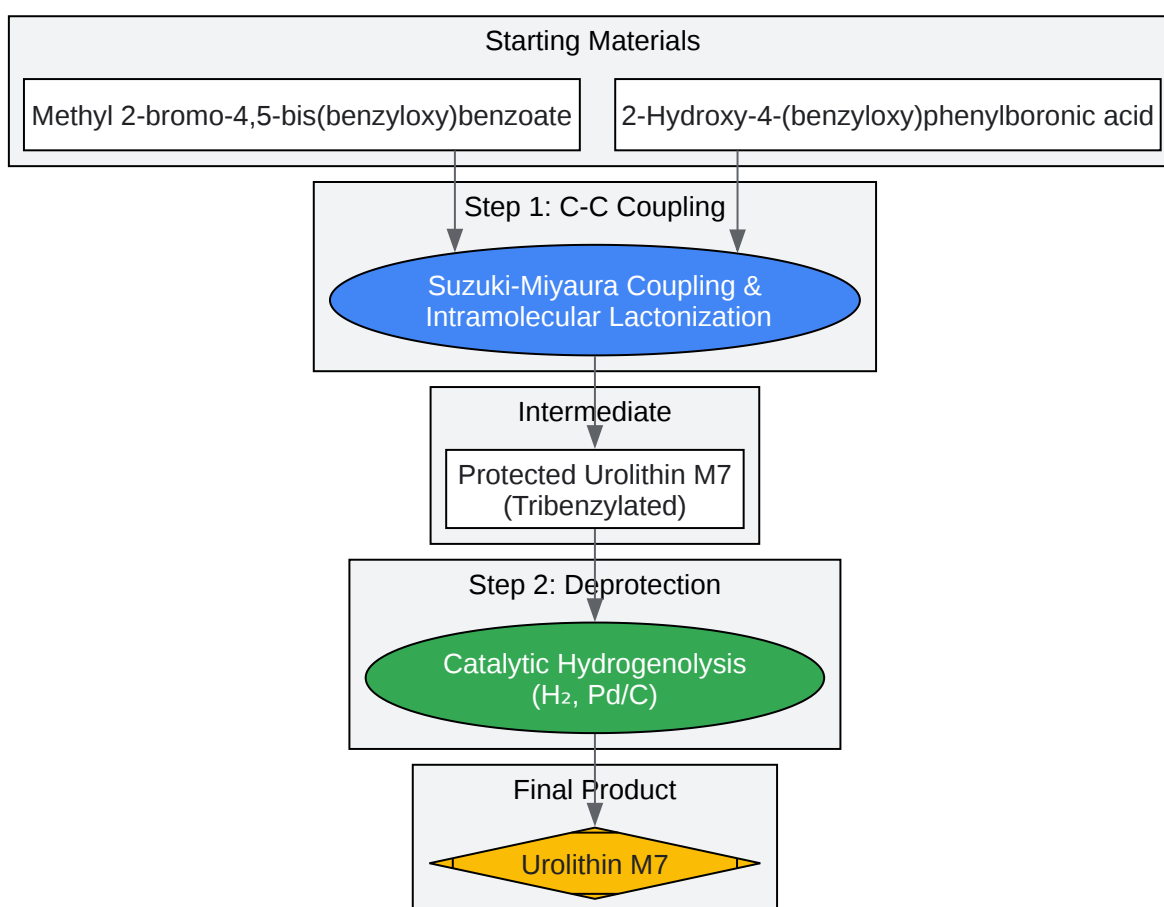 Starting Materials
Methyl 2-bromo-4,5-bis(benzyloxy)benzoate
2-Hydroxy-4-(benzyloxy)phenylboronic acid
Step 1: C-C Coupling
Suzuki-Miyaura Coupling &
Intramolecular Lactonization
Intermediate
Protected Urolithin M7
(Tribenzylated)
Step 2: Deprotection
Catalytic Hydrogenolysis
(H₂, Pd/C)
Final Product
Urolithin M7